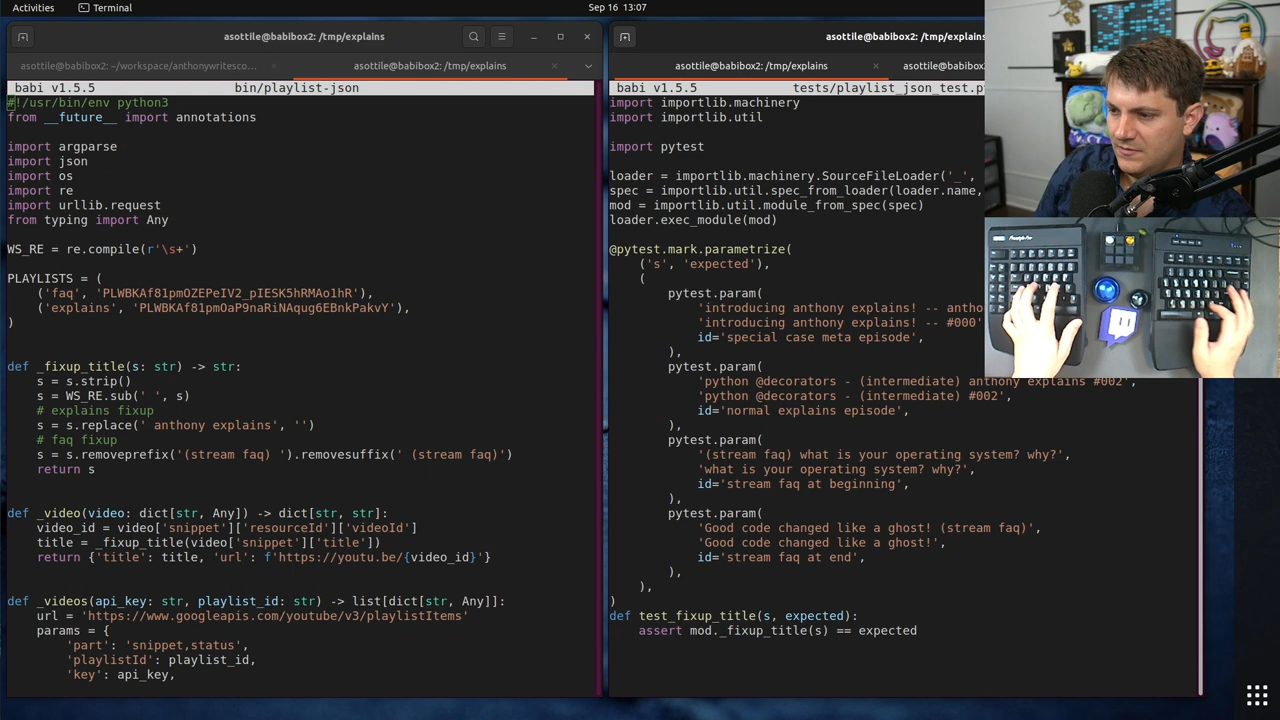 Activities
Terminal
Sep 16 13:07
asottile@babibox2: /tmp/explains
asottile@babibox2: ~/workspace/anthonywritesco...
asottile@babibox2: /tmp/explains
babi v1.5.5 bin/playlist-json
#!/usr/bin/env python3
from __future__ import annotations
import argparse
import json
import os
import re
import urllib.request
from typing import Any
WS_RE = re.compile(r'\s+')
PLAYLISTS = (
('faq', 'PLWBKAf81pmOZEPeIV2_pIESK5hRMAo1hR'),
('explains', 'PLWBKAf81pmOaP9naRiNAqug6EBnkPakvY'),
)
def _fixup_title(s: str) -> str:
s = s.strip()
s = WS_RE.sub(' ', s)
# explains fixup
s = s.replace(' anthony explains', '')
# faq fixup
s = s.removeprefix('(stream faq) ').removesuffix(' (stream faq)')
return s
def _video(video: dict[str, Any]) -> dict[str, str]:
video_id = video['snippet']['resourceId']['videoId']
title = _fixup_title(video['snippet']['title'])
return {'title': title, 'url': f'https://youtu.be/{video_id}'}
def _videos(api_key: str, playlist_id: str) -> list[dict[str, Any]]:
url = 'https://www.googleapis.com/youtube/v3/playlistItems'
params = {
'part': 'snippet,status',
'playlistId': playlist_id,
'key': api_key,
asottile@babibox2: /tmp/explains
asottile@babibox2: /tmp/explains
asottile@babibox2: /tm
babi v1.5.5 tests/playlist_json_test.p
import importlib.machinery
import importlib.util
import pytest
loader = importlib.machinery.SourceFileLoader('_',
spec = importlib.util.spec_from_loader(loader.name,
mod = importlib.util.module_from_spec(spec)
loader.exec_module(mod)
@pytest.mark.parametrize(
('s', 'expected'),
(
pytest.param(
'introducing anthony explains! -- antho
'introducing anthony explains! -- #000'
id='special case meta episode',
),
pytest.param(
'python @decorators - (intermediate) anthony explains #002',
'python @decorators - (intermediate) #002',
id='normal explains episode',
),
pytest.param(
'(stream faq) what is your operating system? why?',
'what is your operating system? why?',
id='stream faq at beginning',
),
pytest.param(
'Good code changed like a ghost! (stream faq)',
'Good code changed like a ghost!',
id='stream faq at end',
),
),
)
def test_fixup_title(s, expected):
assert mod._fixup_title(s) == expected